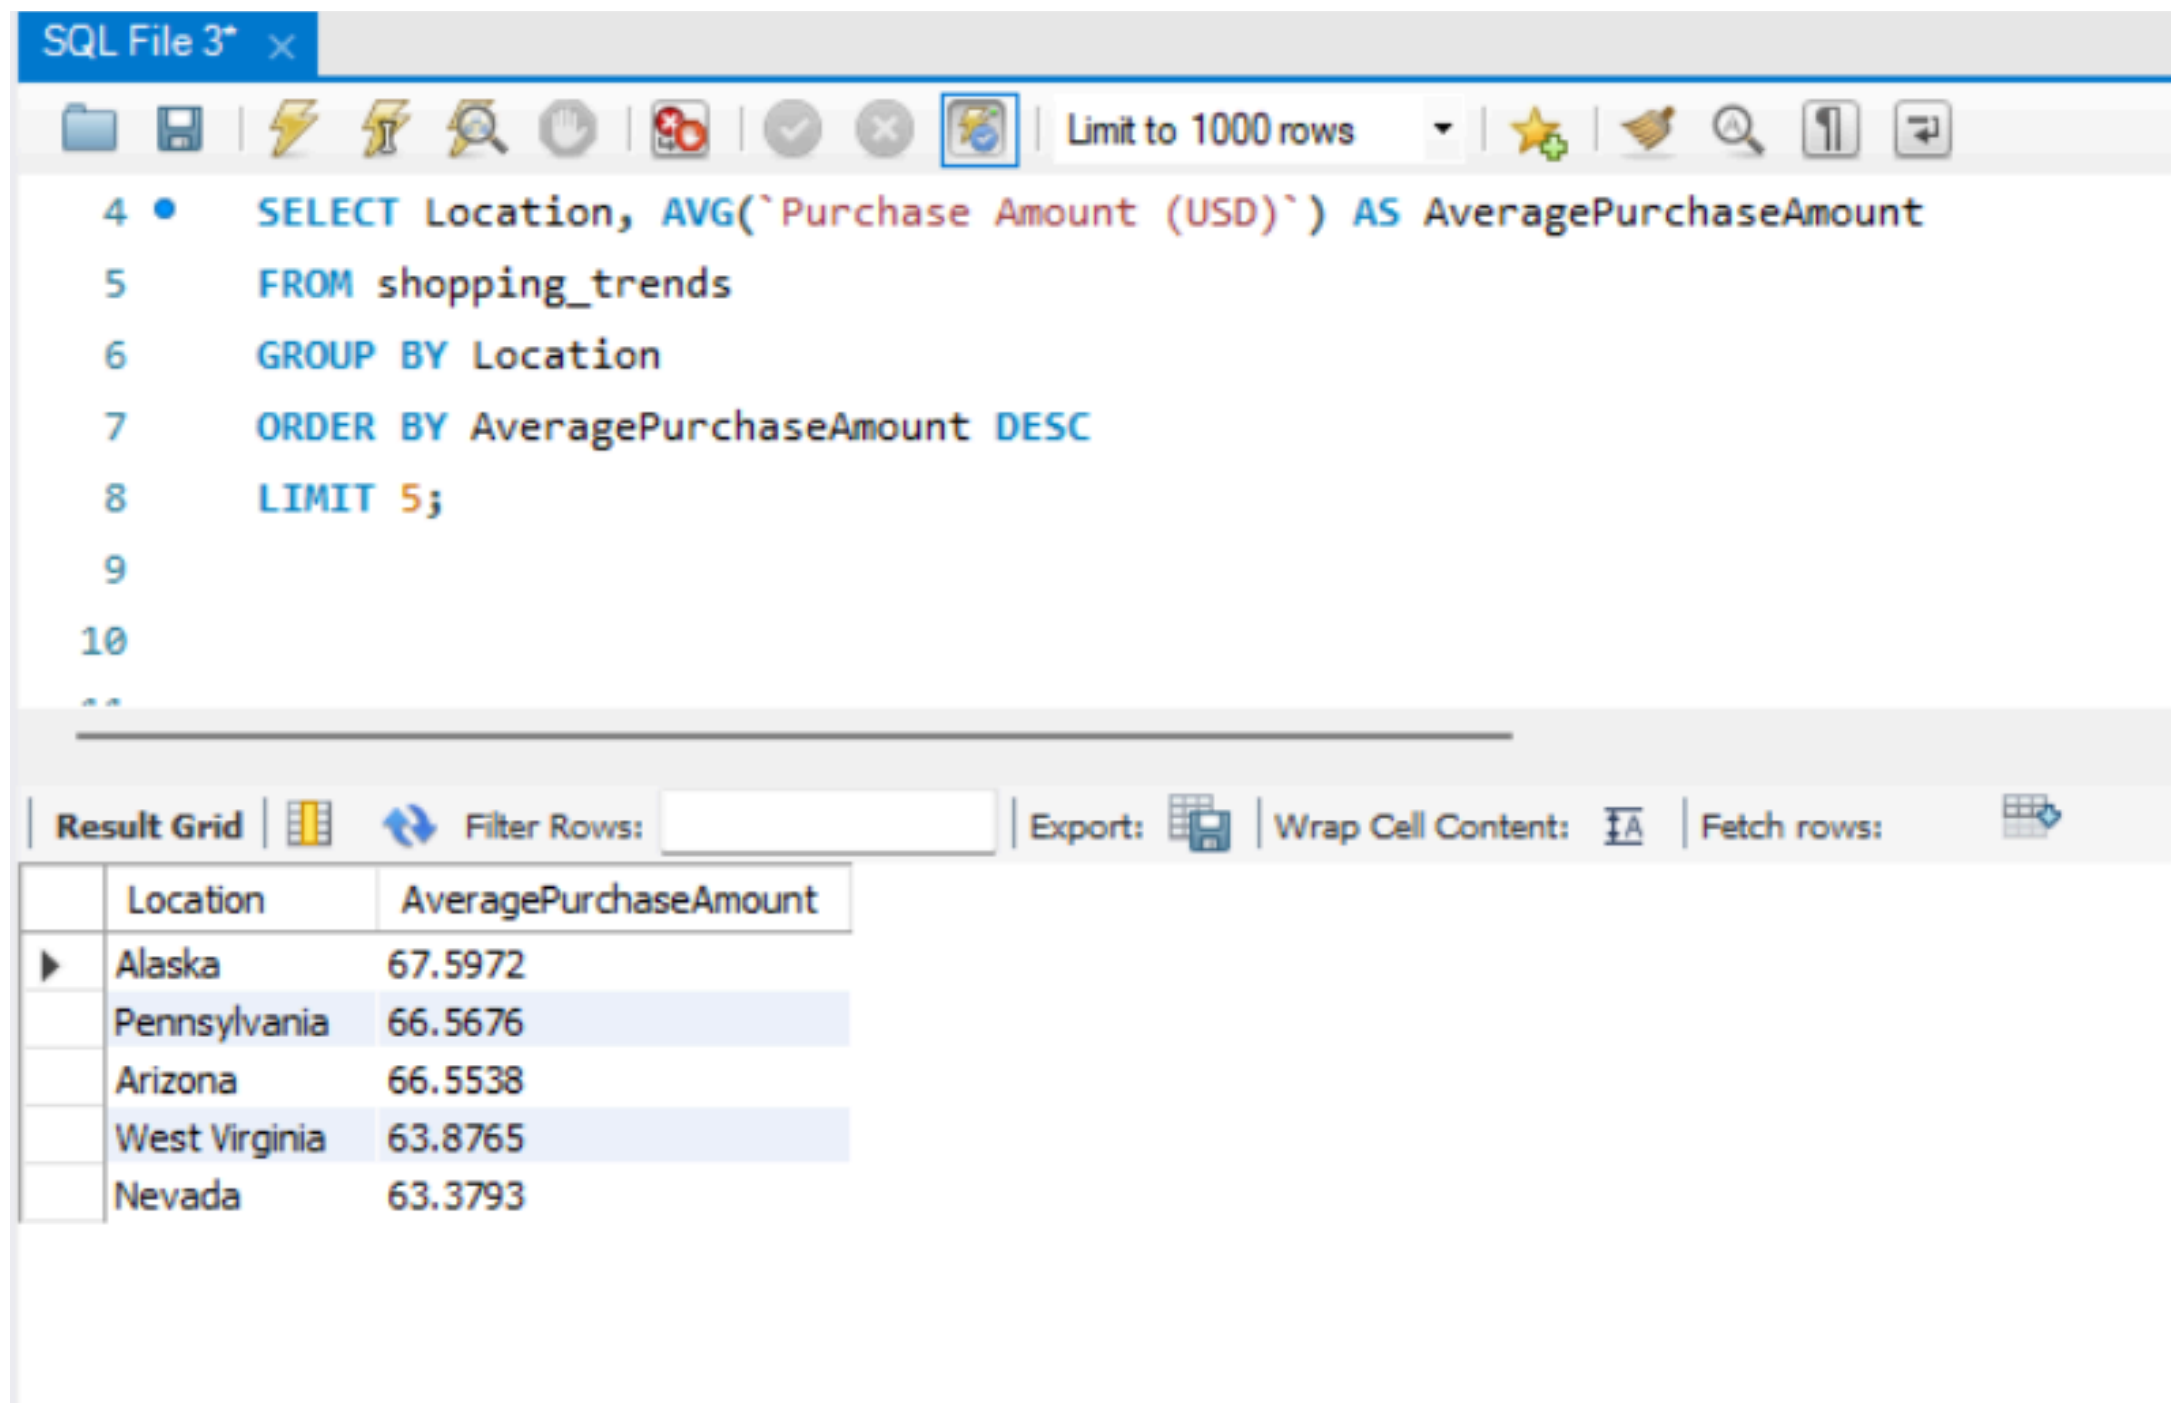 SQL File 3*
Limit to 1000 rows
4 SELECT Location, AVG(`Purchase Amount (USD)`) AS AveragePurchaseAmount
5 FROM shopping_trends
6 GROUP BY Location
7 ORDER BY AveragePurchaseAmount DESC
8 LIMIT 5;
9
10
Result Grid Filter Rows: Export: Wrap Cell Content: Fetch rows:
Location AveragePurchaseAmount
Alaska 67.5972
Pennsylvania 66.5676
Arizona 66.5538
West Virginia 63.8765
Nevada 63.3793